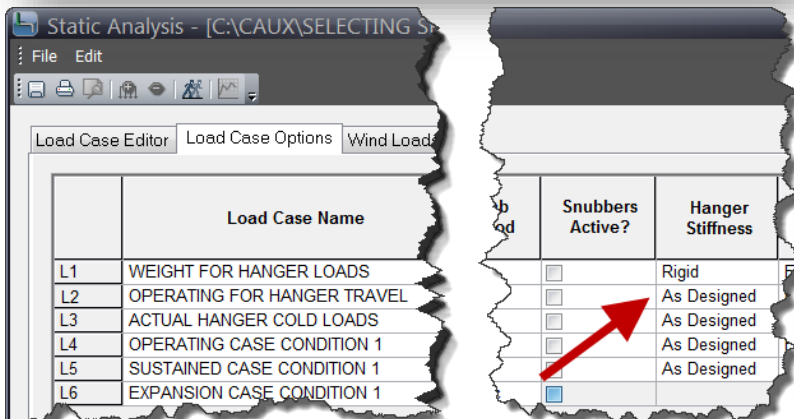 Static Analysis - [C:\CAUX\SELECTING
File Edit
Load Case Editor Load Case Options Wind Loads
Load Case Name Snubbers Active? Hanger Stiffness
L1 WEIGHT FOR HANGER LOADS Rigid
L2 OPERATING FOR HANGER TRAVEL As Designed
L3 ACTUAL HANGER COLD LOADS As Designed
L4 OPERATING CASE CONDITION 1 As Designed
L5 SUSTAINED CASE CONDITION 1 As Designed
L6 EXPANSION CASE CONDITION 1